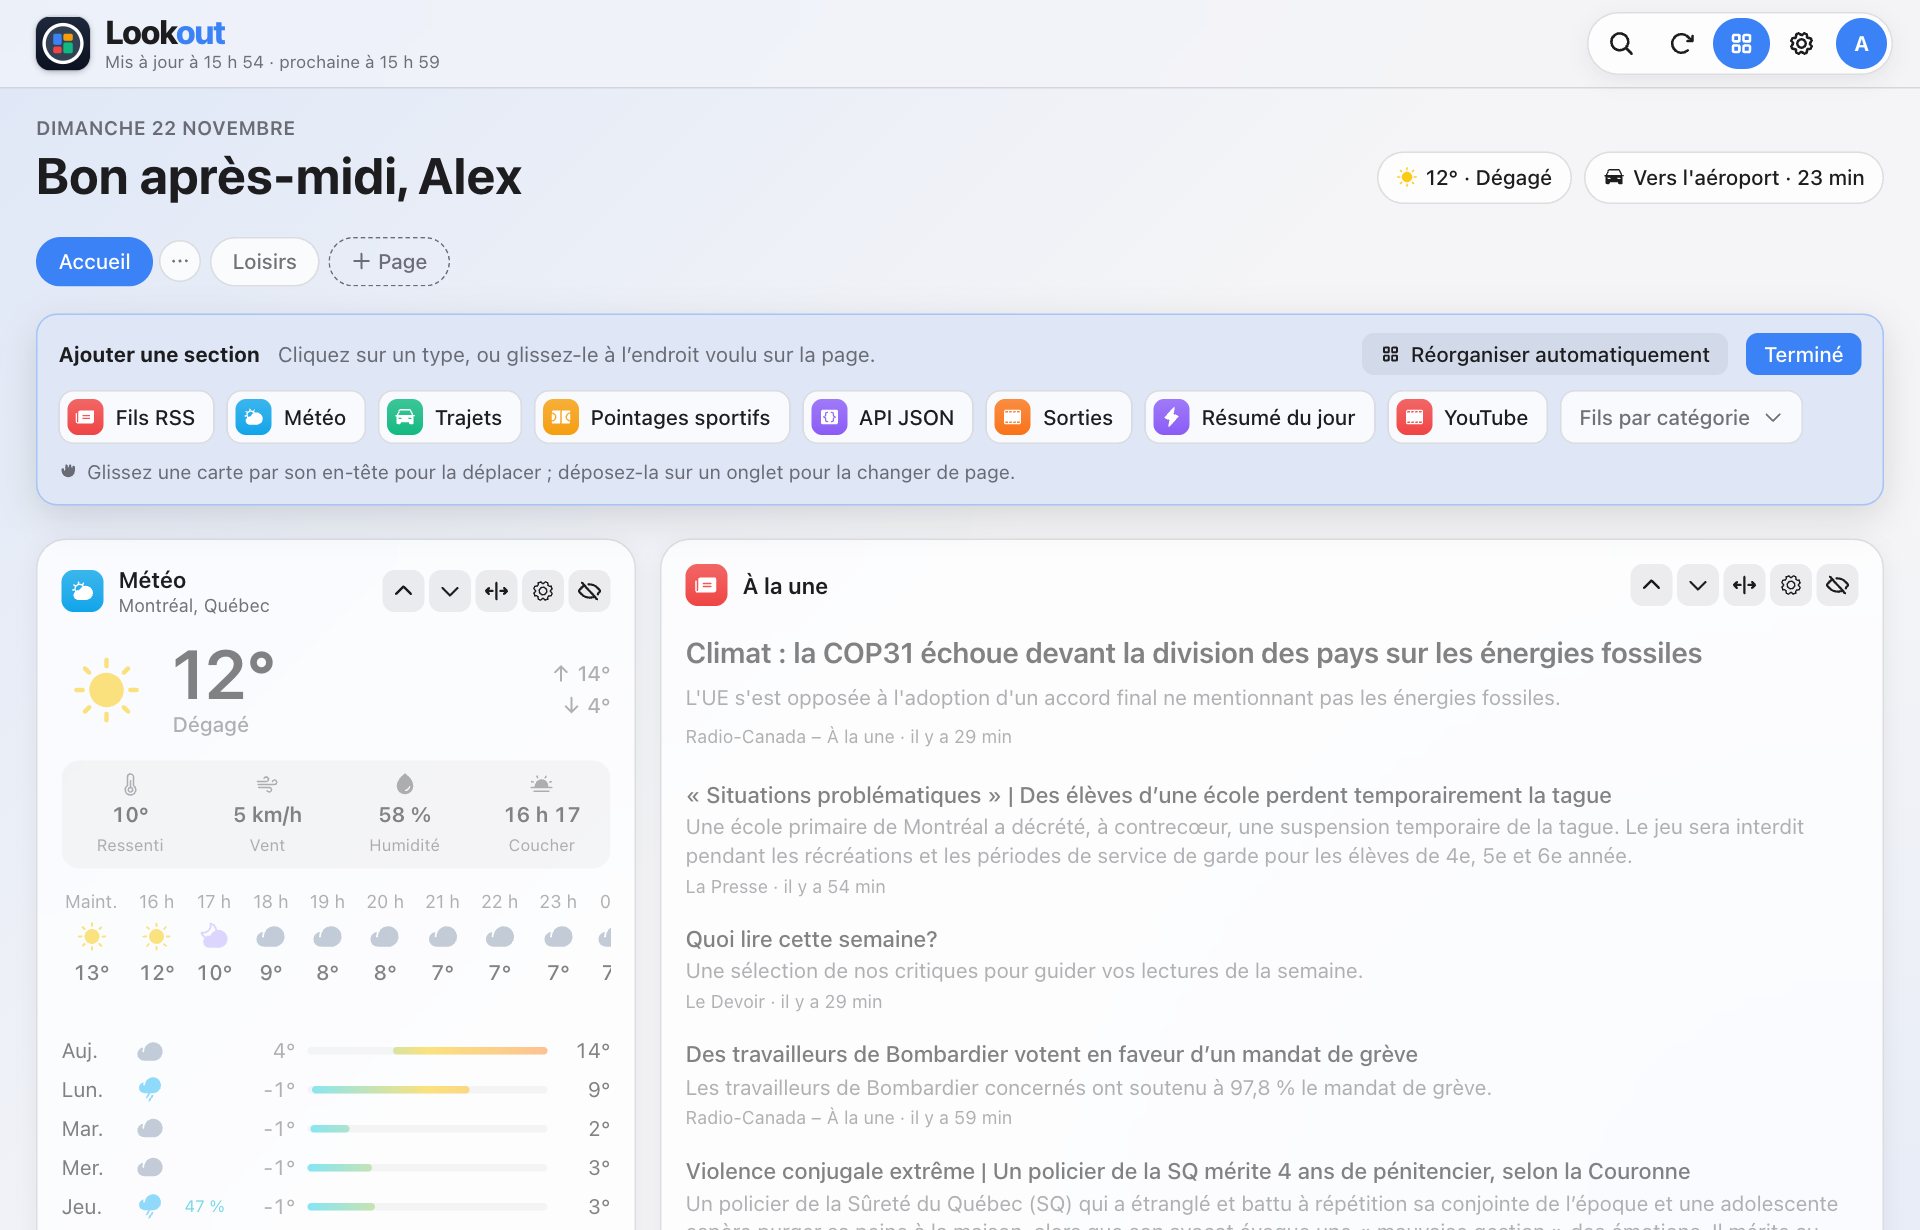 Lookout
Mis à jour à 15 h 54 · prochaine à 15 h 59
A
DIMANCHE 22 NOVEMBRE
Bon après-midi, Alex
12° · Dégagé
Vers l'aéroport · 23 min
Accueil
···
Loisirs
+ Page
Ajouter une section Cliquez sur un type, ou glissez-le à l’endroit voulu sur la page.
Réorganiser automatiquement
Terminé
Fils RSS
Météo
Trajets
Pointages sportifs
API JSON
Sorties
Résumé du jour
YouTube
Fils par catégorie
Glissez une carte par son en-tête pour la déplacer ; déposez-la sur un onglet pour la changer de page.
Météo
Montréal, Québec
12°
Dégagé
↑ 14°
↓ 4°
10° 5 km/h 58 % 16 h 17
Ressenti Vent Humidité Coucher
Maint. 16 h 17 h 18 h 19 h 20 h 21 h 22 h 23 h 0
13° 12° 10° 9° 8° 8° 7° 7° 7° 7
Auj. 4° 14°
Lun. -1° 9°
Mar. -1° 2°
Mer. -1° 3°
Jeu. 47 % -1° 3°
À la une
Climat : la COP31 échoue devant la division des pays sur les énergies fossiles
L'UE s'est opposée à l'adoption d'un accord final ne mentionnant pas les énergies fossiles.
Radio-Canada – À la une · il y a 29 min
« Situations problématiques » | Des élèves d’une école perdent temporairement la tague
Une école primaire de Montréal a décrété, à contrecœur, une suspension temporaire de la tague. Le jeu sera interdit
pendant les récréations et les périodes de service de garde pour les élèves de 4e, 5e et 6e année.
La Presse · il y a 54 min
Quoi lire cette semaine?
Une sélection de nos critiques pour guider vos lectures de la semaine.
Le Devoir · il y a 29 min
Des travailleurs de Bombardier votent en faveur d’un mandat de grève
Les travailleurs de Bombardier concernés ont soutenu à 97,8 % le mandat de grève.
Radio-Canada – À la une · il y a 59 min
Violence conjugale extrême | Un policier de la SQ mérite 4 ans de pénitencier, selon la Couronne
Un policier de la Sûreté du Québec (SQ) qui a étranglé et battu à répétition sa conjointe de l’époque et une adolescente